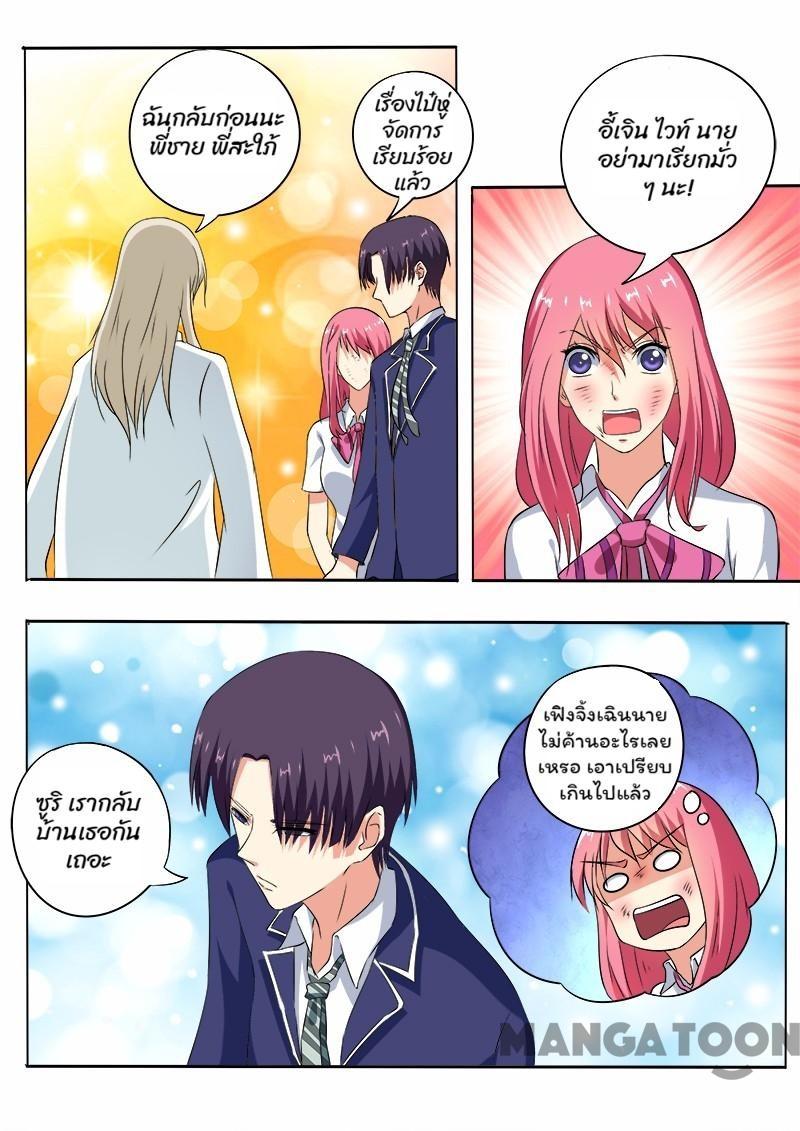 ฉันกลับก่อนนะ
พี่ชาย พี่สะใภ้
เรื่องไป๋หู่
จัดการ
เรียบร้อย
แล้ว
อี้เจิน ไวท์ นาย
อย่ามาเรียกมั่ว
ๆ นะ!
ซูริ เรากลับ
บ้านเธอกัน
เถอะ
เฟิงจิ้งเฉินนาย
ไม่ค้านอะไรเลย
เหรอ เอาเปรียบ
เกินไปแล้ว
MANGATOON